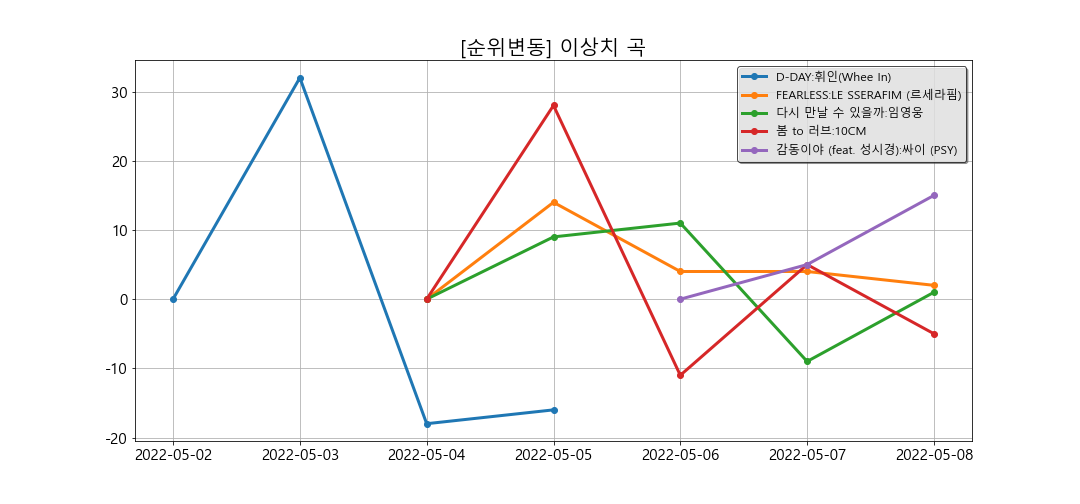 [순위변동] 이상치 곡
D-DAY:휘인(Whee In)
FEARLESS:LE SSERAFIM (르세라핌)
다시 만날 수 있을까:임영웅
봄 to 러브:10CM
감동이야 (feat. 성시경):싸이 (PSY)
30
20
10
0
-10
-20
2022-05-02 2022-05-03 2022-05-04 2022-05-05 2022-05-06 2022-05-07 2022-05-08